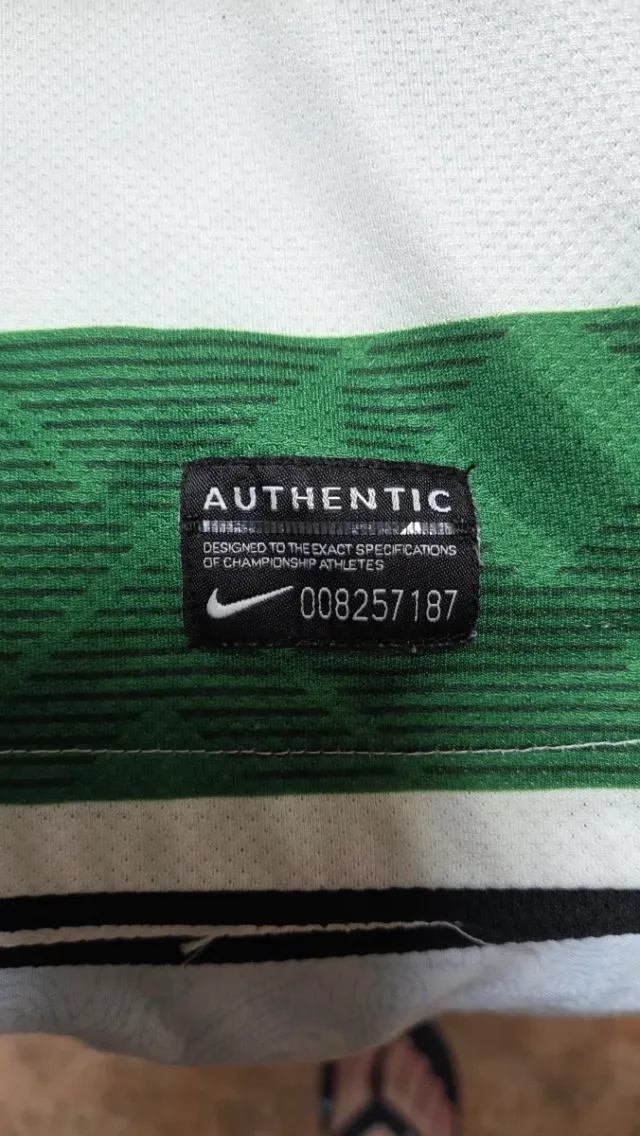 AUTHENTIC
DESIGNED TO THE EXACT SPECIFICATIONS
OF CHAMPIONSHIP ATHLETES
008257187